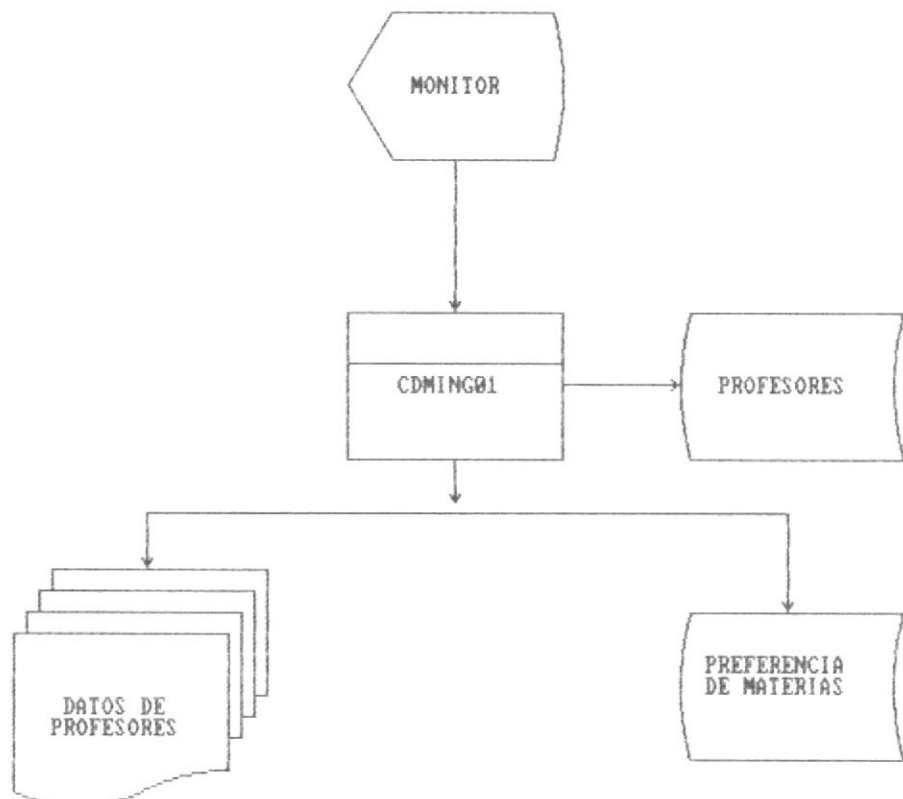 MONITOR
CDMING01
PROFESORES
PREFERENCIA
DE MATERIAS
DATOS DE
PROFESORES